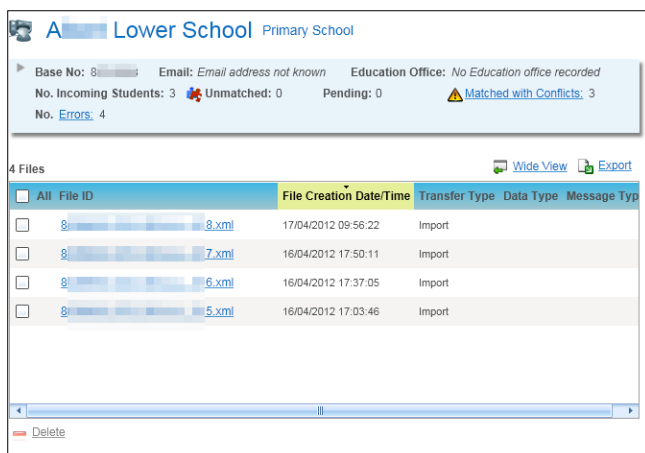 A Lower School Primary School
Base No: 8 Email: Email address not known Education Office: No Education office recorded
No. Incoming Students: 3 Unmatched: 0 Pending: 0 Matched with Conflicts: 3
No. Errors: 4
4 Files Wide View Export
All File ID File Creation Date/Time Transfer Type Data Type Message Typ
8 8.xml 17/04/2012 09:56:22 Import
8 7.xml 16/04/2012 17:50:11 Import
8 6.xml 16/04/2012 17:37:05 Import
8 5.xml 16/04/2012 17:03:46 Import
Delete